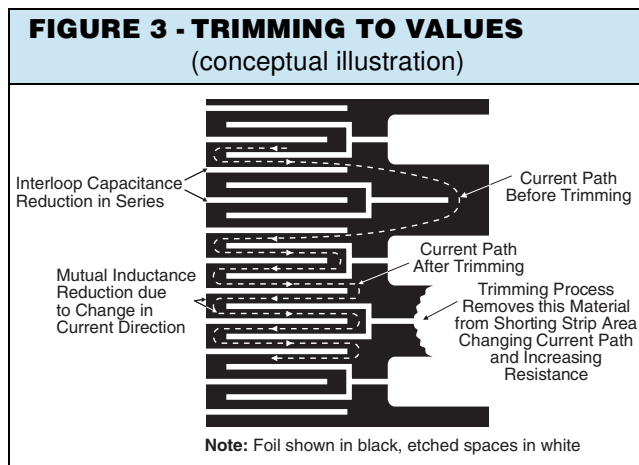 FIGURE 3 - TRIMMING TO VALUES
(conceptual illustration)
Interloop Capacitance
Reduction in Series
Current Path
Before Trimming
Current Path
After Trimming
Mutual Inductance
Reduction due
to Change in
Current Direction
Trimming Process
Removes this Material
from Shorting Strip Area
Changing Current Path
and Increasing
Resistance
Note: Foil shown in black, etched spaces in white